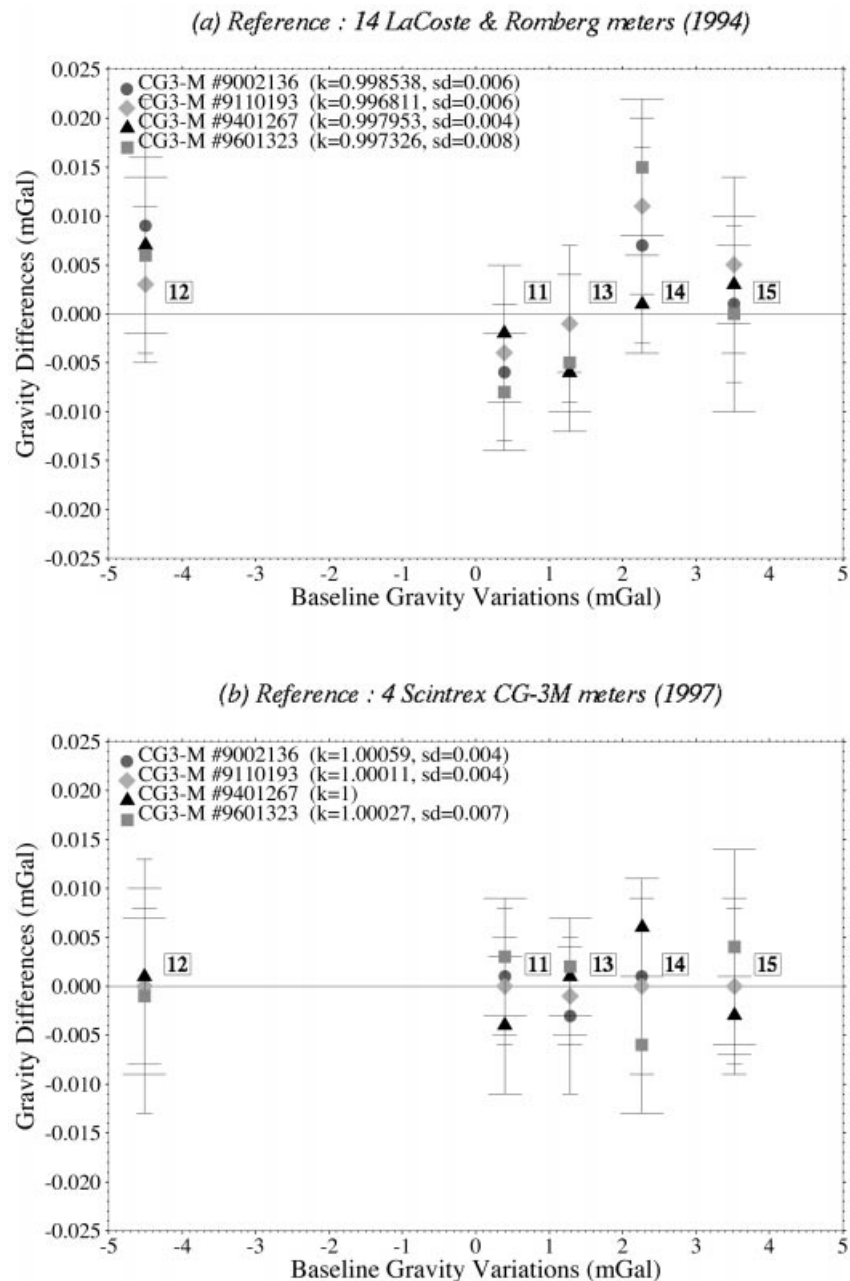 (a) Reference : 14 LaCoste & Romberg meters (1994)
0.025
CG3-M #9002136 (k=0.998538, sd=0.006)
CG3-M #9110193 (k=0.996811, sd=0.006)
0.020
CG3-M #9401267 (k=0.997953, sd=0.004)
CG3-M #9601323 (k=0.997326, sd=0.008)
0.015
0.010
0.005
12 11 13 14 15
0.000
-0.005
-0.010
-0.015
-0.020
-0.025
Gravity Differences (mGal)
-5 -4 -3 -2 -1 0 1 2 3 4 5
Baseline Gravity Variations (mGal)
(b) Reference : 4 Scintrex CG-3M meters (1997)
0.025
CG3-M #9002136 (k=1.00059, sd=0.004)
CG3-M #9110193 (k=1.00011, sd=0.004)
0.020
CG3-M #9401267 (k=1)
CG3-M #9601323 (k=1.00027, sd=0.007)
0.015
0.010
0.005
12 11 13 14 15
0.000
-0.005
-0.010
-0.015
-0.020
-0.025
Gravity Differences (mGal)
-5 -4 -3 -2 -1 0 1 2 3 4 5
Baseline Gravity Variations (mGal)